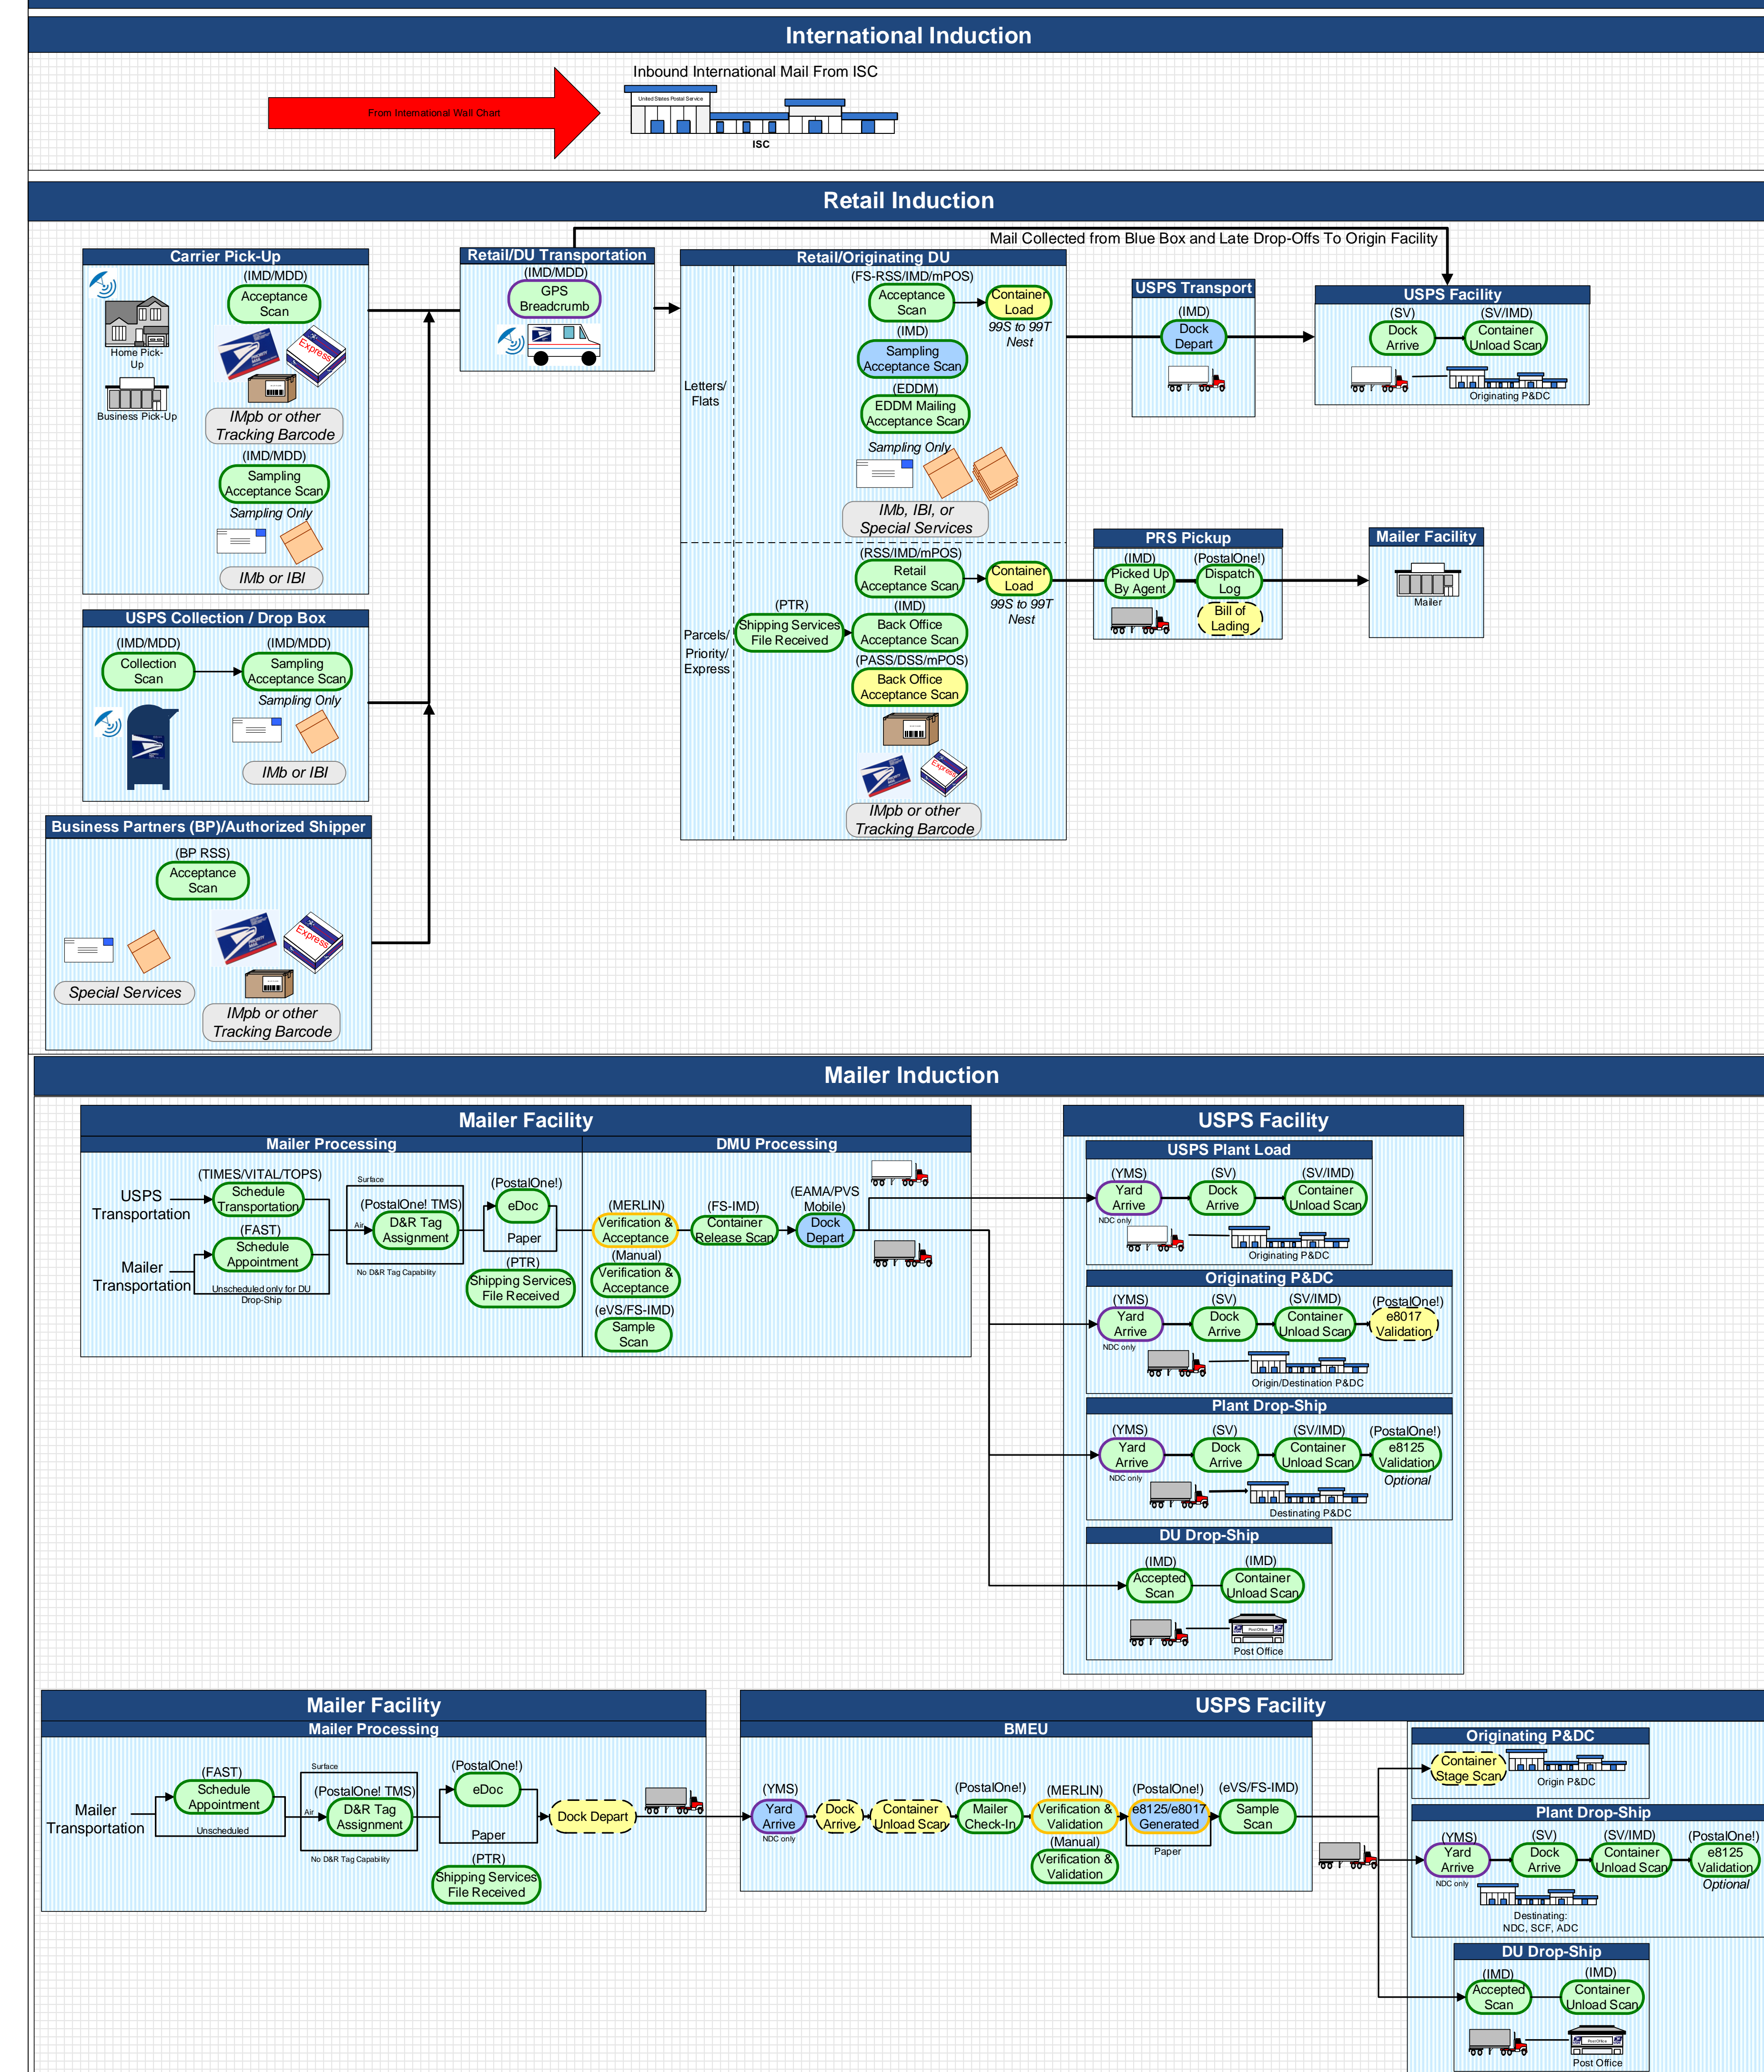 International Induction
Inbound International Mail From ISC
From International Wall Chart
United States Postal Service
ISC
Retail Induction
Mail Collected from Blue Box and Late Drop-Offs To Origin Facility
Carrier Pick-Up
(IMD/MDD)
Acceptance
Scan
Home Pick-
Up
Business Pick-Up
PRIORITY
MAIL
Express
IMpb or other
Tracking Barcode
(IMD/MDD)
Sampling
Acceptance Scan
Sampling Only
IMb or IBI
USPS Collection / Drop Box
(IMD/MDD)
Collection
Scan
(IMD/MDD)
Sampling
Acceptance Scan
Sampling Only
IMb or IBI
Business Partners (BP)/Authorized Shipper
(BP RSS)
Acceptance
Scan
PRIORITY
MAIL
Express
Special Services
IMpb or other
Tracking Barcode
Retail/DU Transportation
(IMD/MDD)
GPS
Breadcrumb
Retail/Originating DU
Letters/
Flats
(FS-RSS/IMD/mPOS)
Acceptance
Scan
Container
Load
99S to 99T
Nest
(IMD)
Sampling
Acceptance Scan
(EDDM)
EDDM Mailing
Acceptance Scan
Sampling Only
IMb, IBI, or
Special Services
Parcels/
Priority/
Express
(RSS/IMD/mPOS)
Retail
Acceptance Scan
Container
Load
99S to 99T
Nest
(PTR)
Shipping Services
File Received
(IMD)
Back Office
Acceptance Scan
(PASS/DSS/mPOS)
Back Office
Acceptance Scan
Express
IMpb or other
Tracking Barcode
USPS Transport
(IMD)
Dock
Depart
USPS Facility
(SV)
Dock
Arrive
(SV/IMD)
Container
Unload Scan
Originating P&DC
PRS Pickup
(IMD)
Picked Up
By Agent
(PostalOne!)
Dispatch
Log
Bill of
Lading
Mailer Facility
Mailer
Mailer Induction
Mailer Facility
Mailer Processing
USPS
Transportation
(TIMES/VITAL/TOPS)
Schedule
Transportation
Mailer
Transportation
(FAST)
Schedule
Appointment
Unscheduled only for DU
Drop-Ship
Surface
Air
(PostalOne! TMS)
D&R Tag
Assignment
No D&R Tag Capability
(PostalOne!)
eDoc
Paper
(PTR)
Shipping Services
File Received
DMU Processing
(MERLIN)
Verification &
Acceptance
(Manual)
Verification &
Acceptance
(eVS/FS-IMD)
Sample
Scan
(FS-IMD)
Container
Release Scan
(EAMA/PVS
Mobile)
Dock
Depart
USPS Facility
USPS Plant Load
(YMS)
Yard
Arrive
NDC only
(SV)
Dock
Arrive
(SV/IMD)
Container
Unload Scan
Originating P&DC
Originating P&DC
(YMS)
Yard
Arrive
NDC only
(SV)
Dock
Arrive
(SV/IMD)
Container
Unload Scan
(PostalOne!)
e8017
Validation
Origin/Destination P&DC
Plant Drop-Ship
(YMS)
Yard
Arrive
NDC only
(SV)
Dock
Arrive
(SV/IMD)
Container
Unload Scan
(PostalOne!)
e8125
Validation
Optional
Destinating P&DC
DU Drop-Ship
(IMD)
Accepted
Scan
(IMD)
Container
Unload Scan
Post Office
Post Office
Mailer Facility
Mailer Processing
Mailer
Transportation
(FAST)
Schedule
Appointment
Unscheduled
Surface
Air
(PostalOne! TMS)
D&R Tag
Assignment
No D&R Tag Capability
(PostalOne!)
eDoc
Paper
(PTR)
Shipping Services
File Received
Dock Depart
USPS Facility
BMEU
(YMS)
Yard
Arrive
NDC only
Dock
Arrive
Container
Unload Scan
(PostalOne!)
Mailer
Check-In
(MERLIN)
Verification &
Validation
(Manual)
Verification &
Validation
(PostalOne!)
e8125/e8017
Generated
Paper
(eVS/FS-IMD)
Sample
Scan
Originating P&DC
Container
Stage Scan
Origin P&DC
Plant Drop-Ship
(YMS)
Yard
Arrive
NDC only
(SV)
Dock
Arrive
(SV/IMD)
Container
Unload Scan
(PostalOne!)
e8125
Validation
Optional
Destinating:
NDC, SCF, ADC
DU Drop-Ship
(IMD)
Accepted
Scan
(IMD)
Container
Unload Scan
Post Office
Post Office